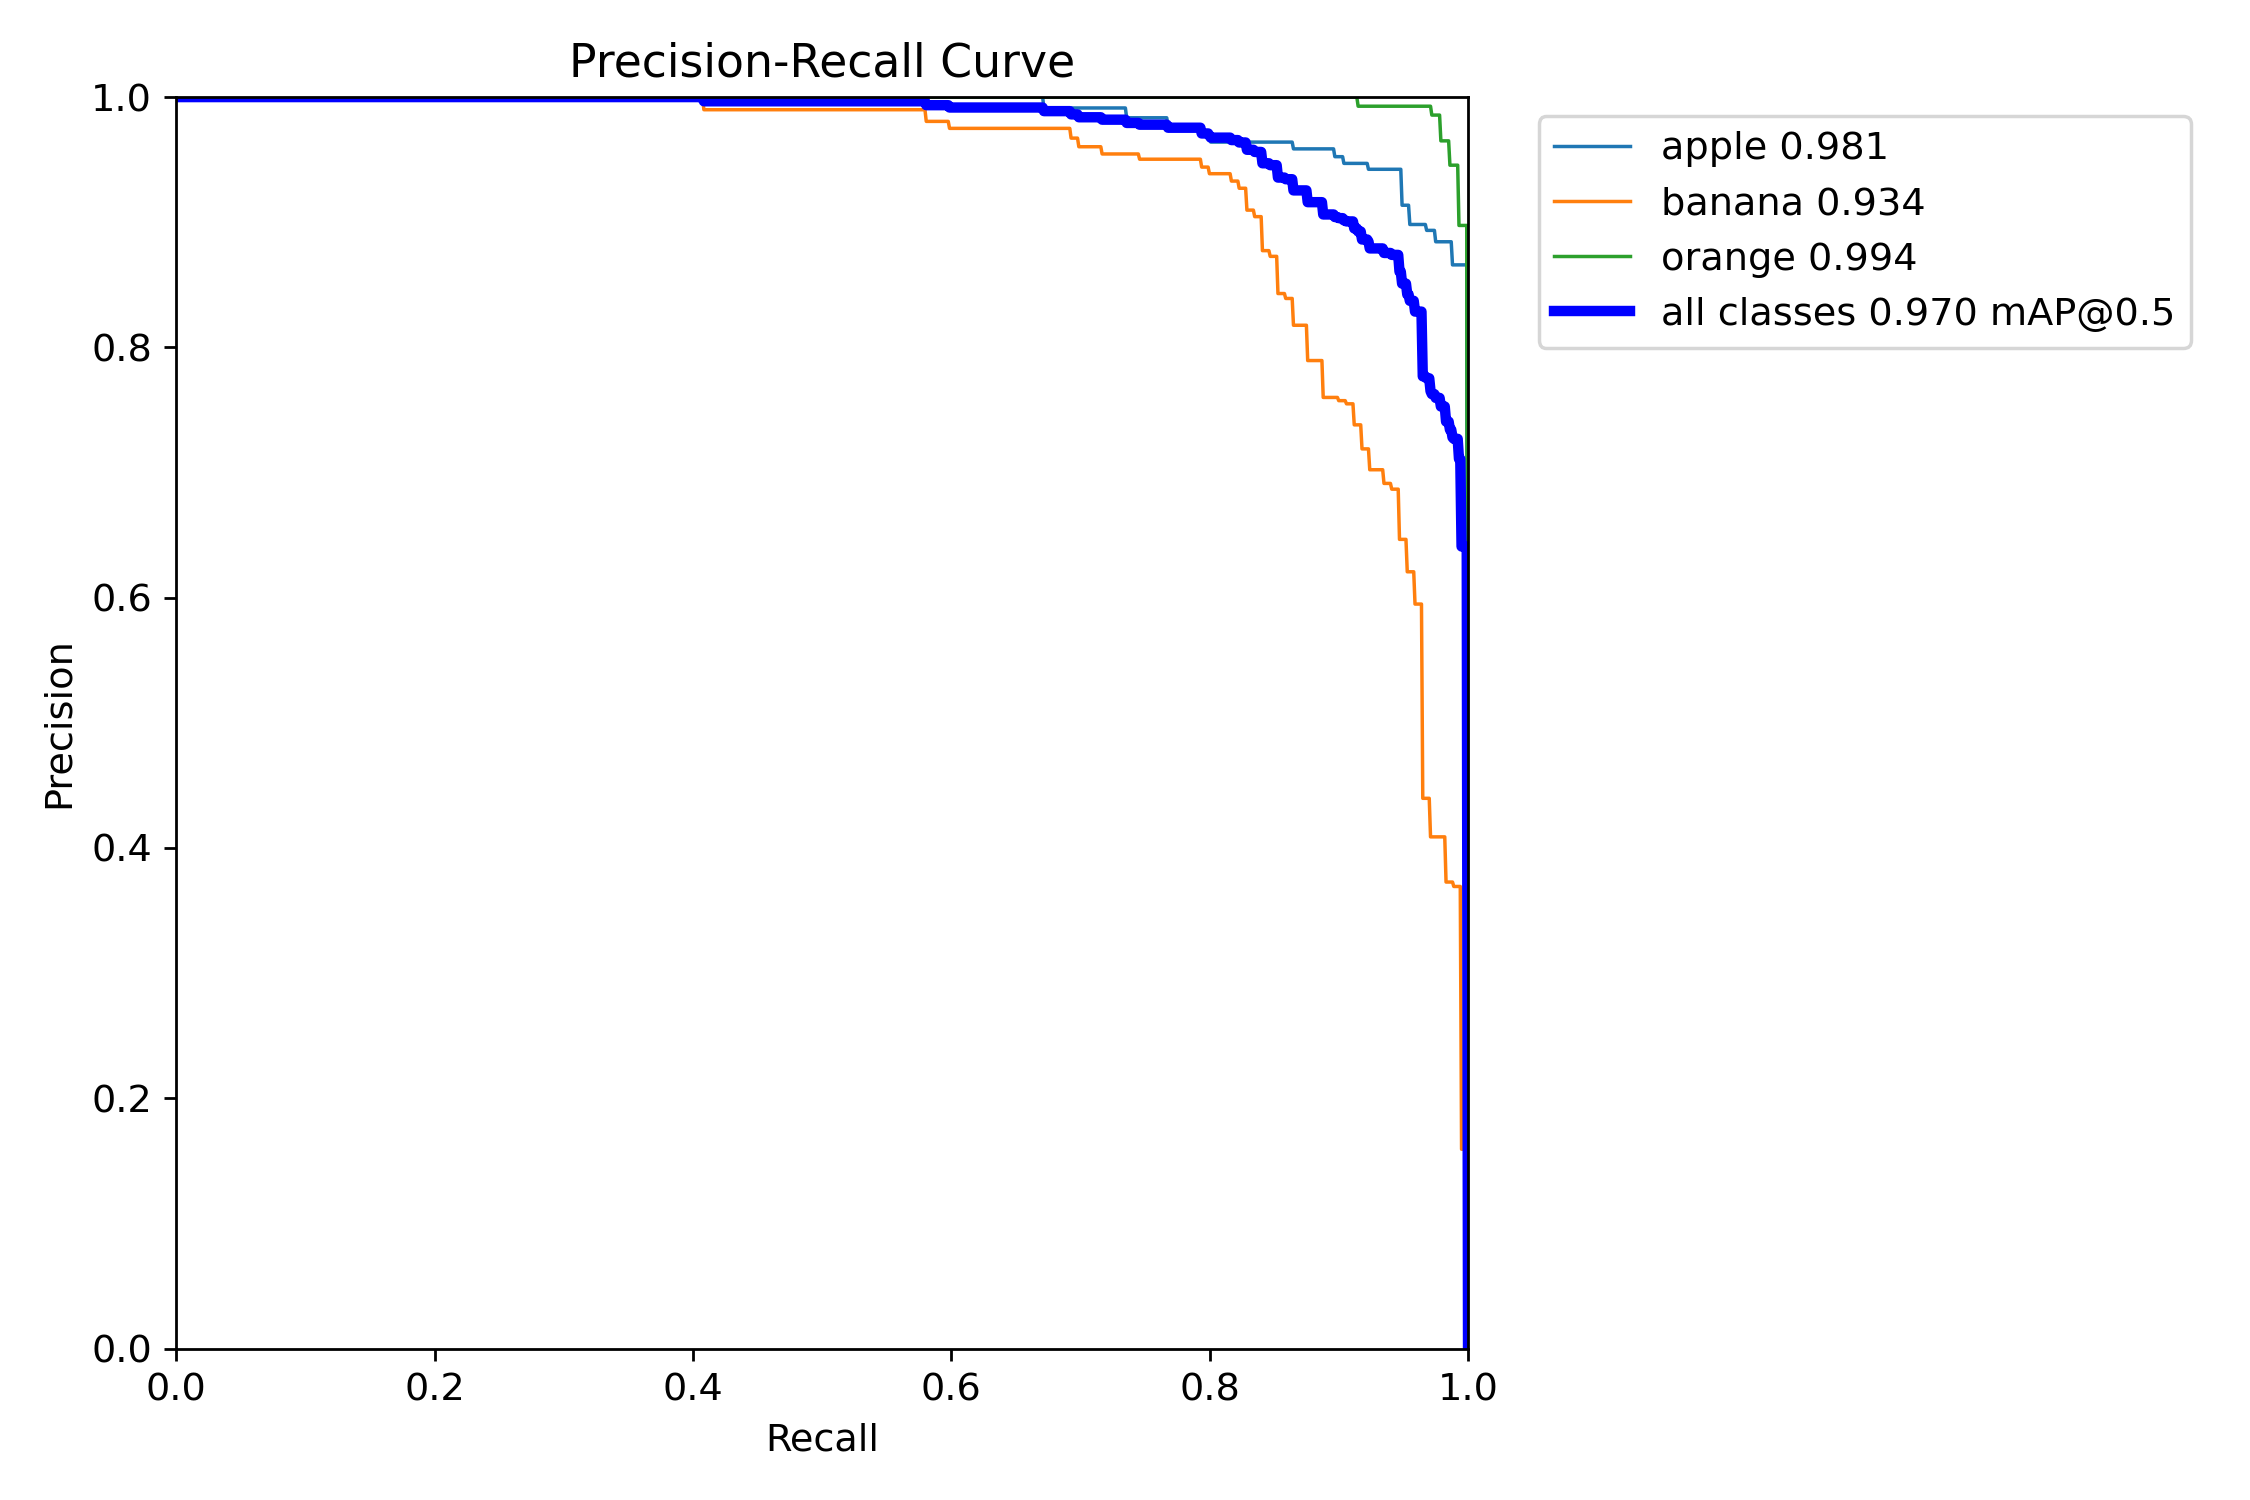 Precision-Recall Curve
1.0
0.8
0.6
0.4
0.2
0.0
Precision
0.0 0.2 0.4 0.6 0.8 1.0
Recall
apple 0.981
banana 0.934
orange 0.994
all classes 0.970 mAP@0.5